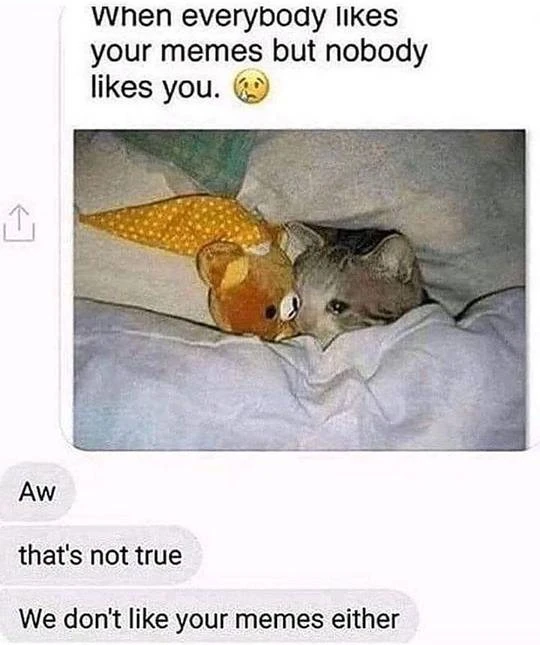 When everybody likes
your memes but nobody
likes you. 😢
Aw
that's not true
We don't like your memes either